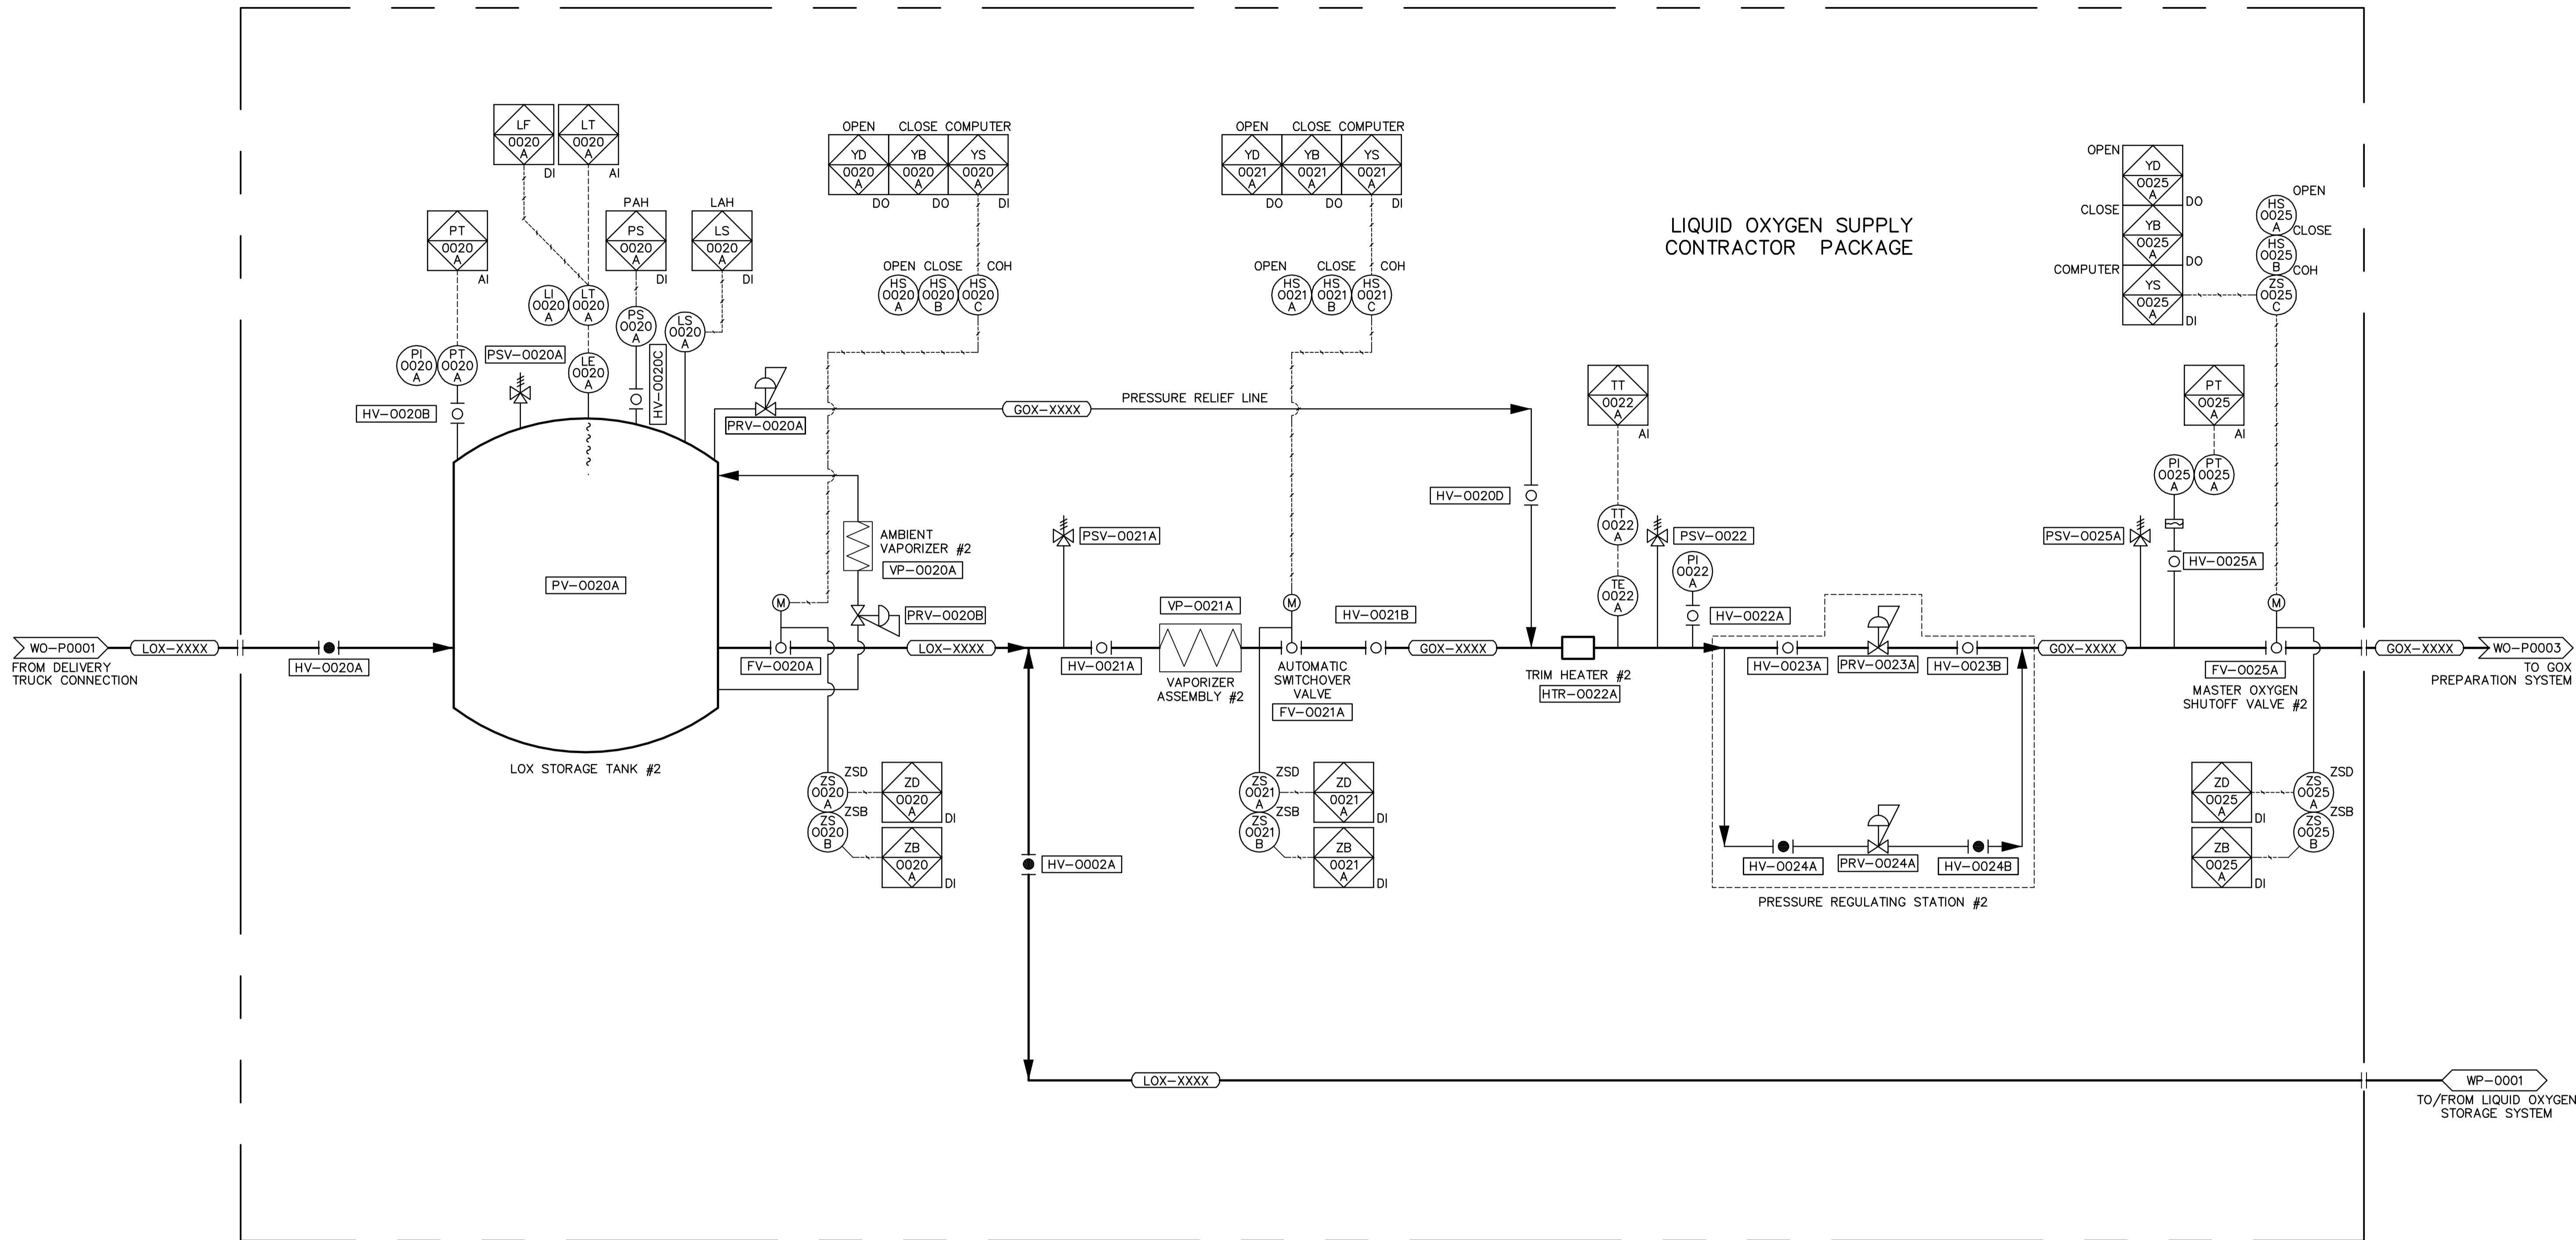 LIQUID OXYGEN SUPPLY
CONTRACTOR PACKAGE
WO-P0001
FROM DELIVERY
TRUCK CONNECTION
LOX-XXXX
HV-0020A
PT
0020
A
AI
PI
0020
A
PT
0020
A
HV-0020B
PSV-0020A
LF
0020
A
DI
LT
0020
A
AI
LI
0020
A
LT
0020
A
LE
0020
A
PAH
PS
0020
A
DI
PS
0020
A
HV-0020C
LAH
LS
0020
A
DI
LS
0020
A
PV-0020A
LOX STORAGE TANK #2
PRV-0020A
GOX-XXXX
PRESSURE RELIEF LINE
AMBIENT
VAPORIZER #2
VP-0020A
PRV-0020B
OPEN
CLOSE
COMPUTER
YD
0020
A
DO
YB
0020
A
DO
YS
0020
A
DI
OPEN
CLOSE
COH
HS
0020
A
HS
0020
B
HS
0020
C
M
FV-0020A
LOX-XXXX
ZS
0020
A
ZSD
ZD
0020
A
DI
ZS
0020
B
ZSB
ZB
0020
A
DI
PSV-0021A
HV-0021A
HV-0002A
VP-0021A
VAPORIZER
ASSEMBLY #2
OPEN
CLOSE
COMPUTER
YD
0021
A
DO
YB
0021
A
DO
YS
0021
A
DI
OPEN
CLOSE
COH
HS
0021
A
HS
0021
B
HS
0021
C
M
AUTOMATIC
SWITCHOVER
VALVE
FV-0021A
ZS
0021
A
ZSD
ZD
0021
A
DI
ZS
0021
B
ZSB
ZB
0021
A
DI
HV-0021B
GOX-XXXX
HV-0020D
TRIM HEATER #2
HTR-0022A
TT
0022
A
AI
TT
0022
A
TE
0022
A
PSV-0022
PI
0022
A
HV-0022A
HV-0023A
PRV-0023A
HV-0023B
HV-0024A
PRV-0024A
HV-0024B
PRESSURE REGULATING STATION #2
GOX-XXXX
PSV-0025A
PI
0025
A
PT
0025
A
PT
0025
A
AI
HV-0025A
OPEN
YD
0025
A
DO
CLOSE
YB
0025
A
DO
COMPUTER
YS
0025
A
DI
HS
0025
A
OPEN
HS
0025
B
CLOSE
ZS
0025
C
COH
M
FV-0025A
MASTER OXYGEN
SHUTOFF VALVE #2
ZS
0025
A
ZSD
ZD
0025
A
DI
ZS
0025
B
ZSB
ZB
0025
A
DI
GOX-XXXX
WO-P0003
TO GOX
PREPARATION SYSTEM
LOX-XXXX
WP-0001
TO/FROM LIQUID OXYGEN
STORAGE SYSTEM